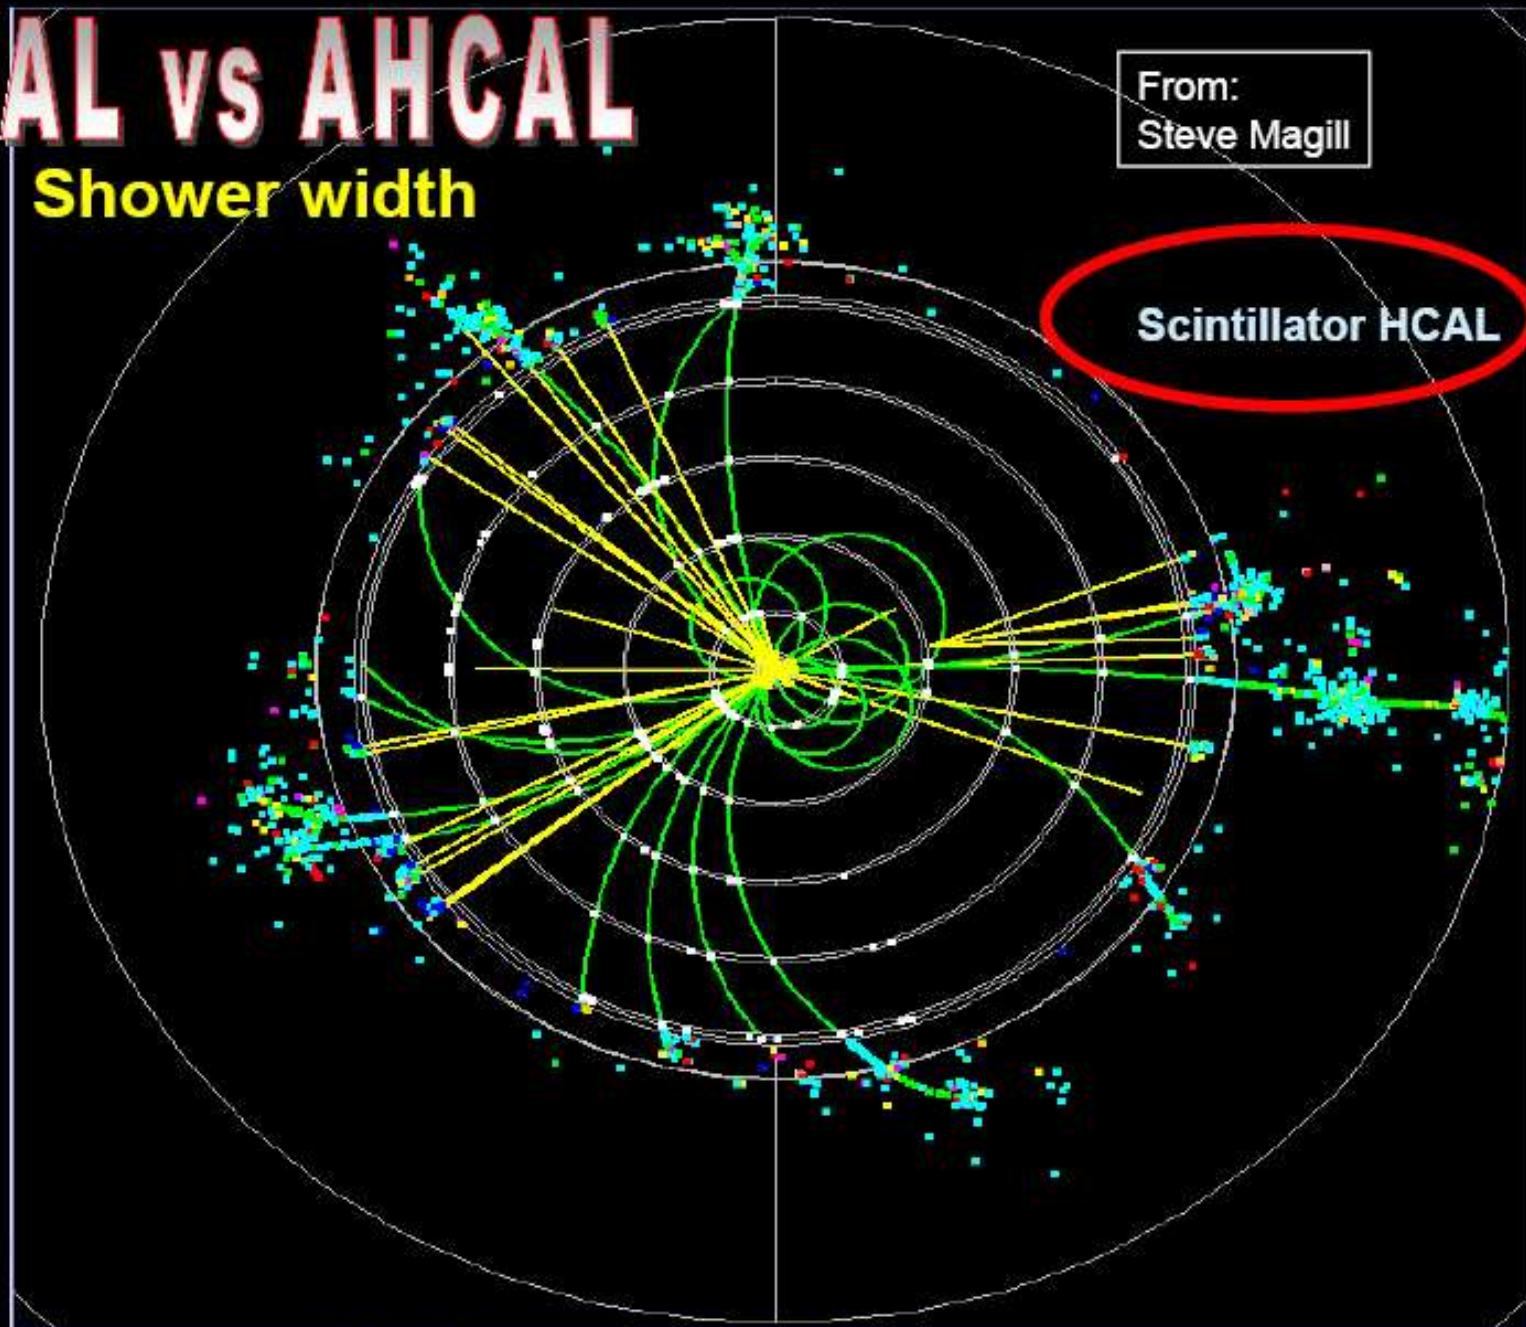 AL vs AHCAL
Shower width
From:
Steve Magill
Scintillator HCAL